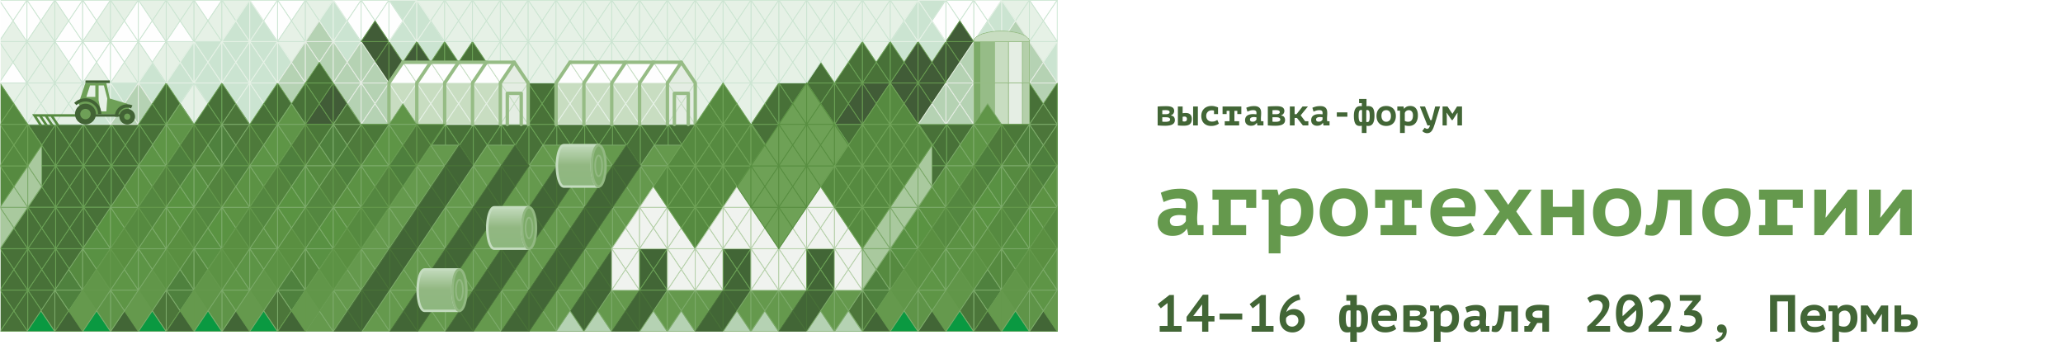 выставка-форум
агротехнологии
14–16 февраля 2023, Пермь